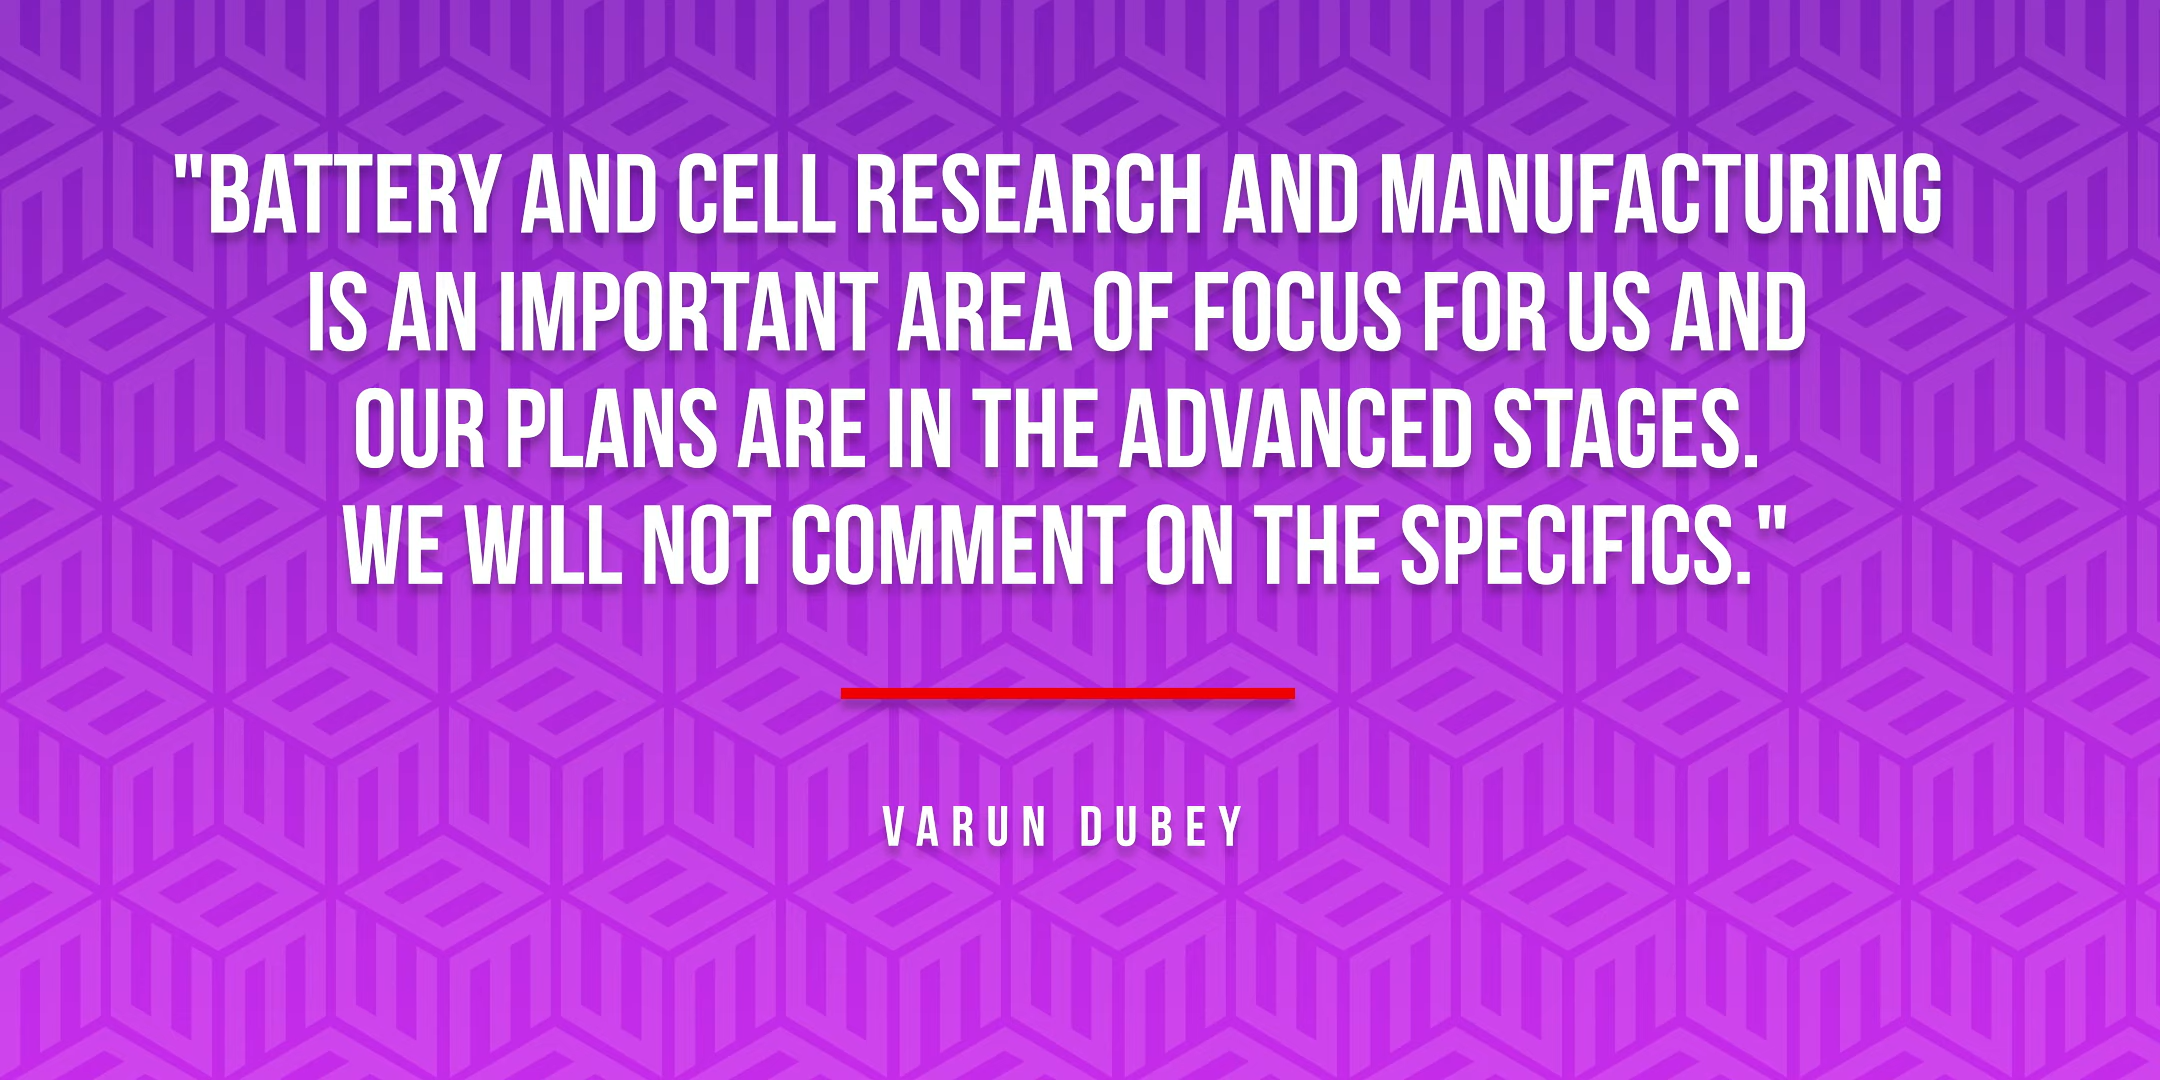 "BATTERY AND CELL RESEARCH AND MANUFACTURING
IS AN IMPORTANT AREA OF FOCUS FOR US AND
OUR PLANS ARE IN THE ADVANCED STAGES.
WE WILL NOT COMMENT ON THE SPECIFICS."
VARUN DUBEY